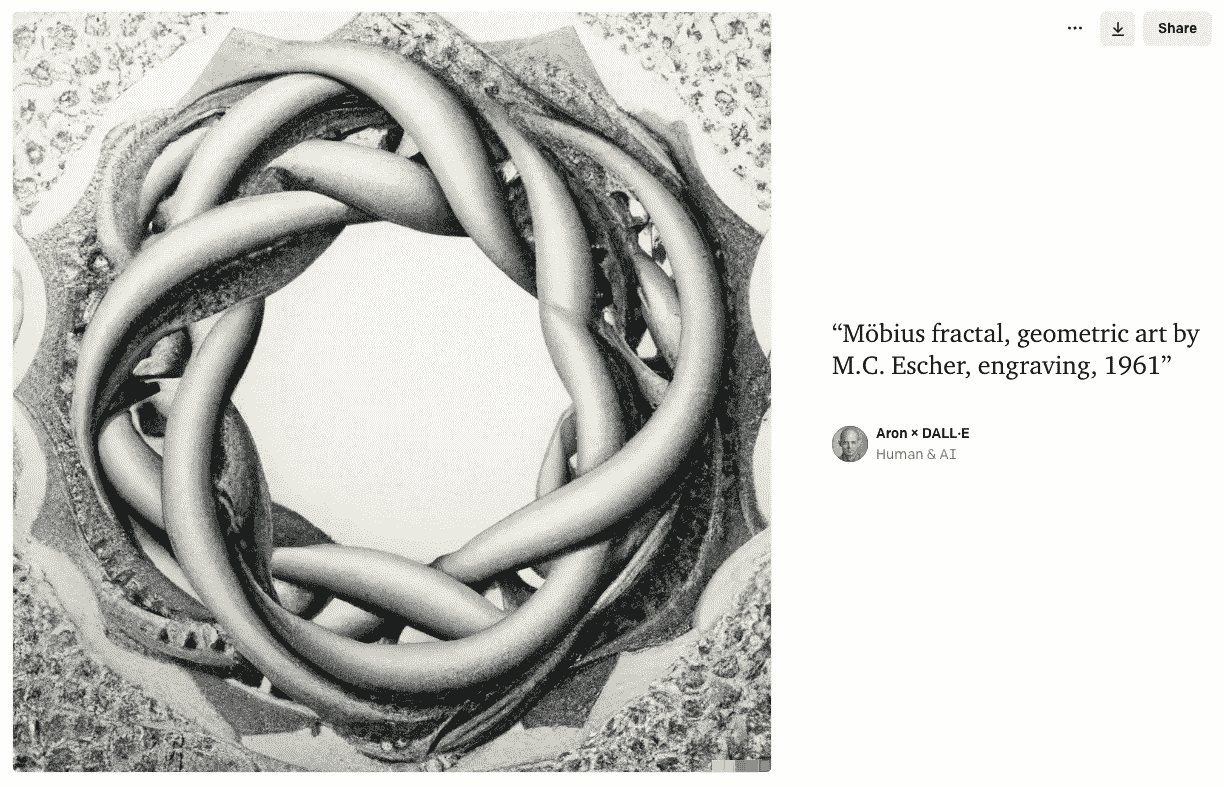 Share
“Möbius fractal, geometric art by
M.C. Escher, engraving, 1961”
Aron × DALL·E
Human & AI